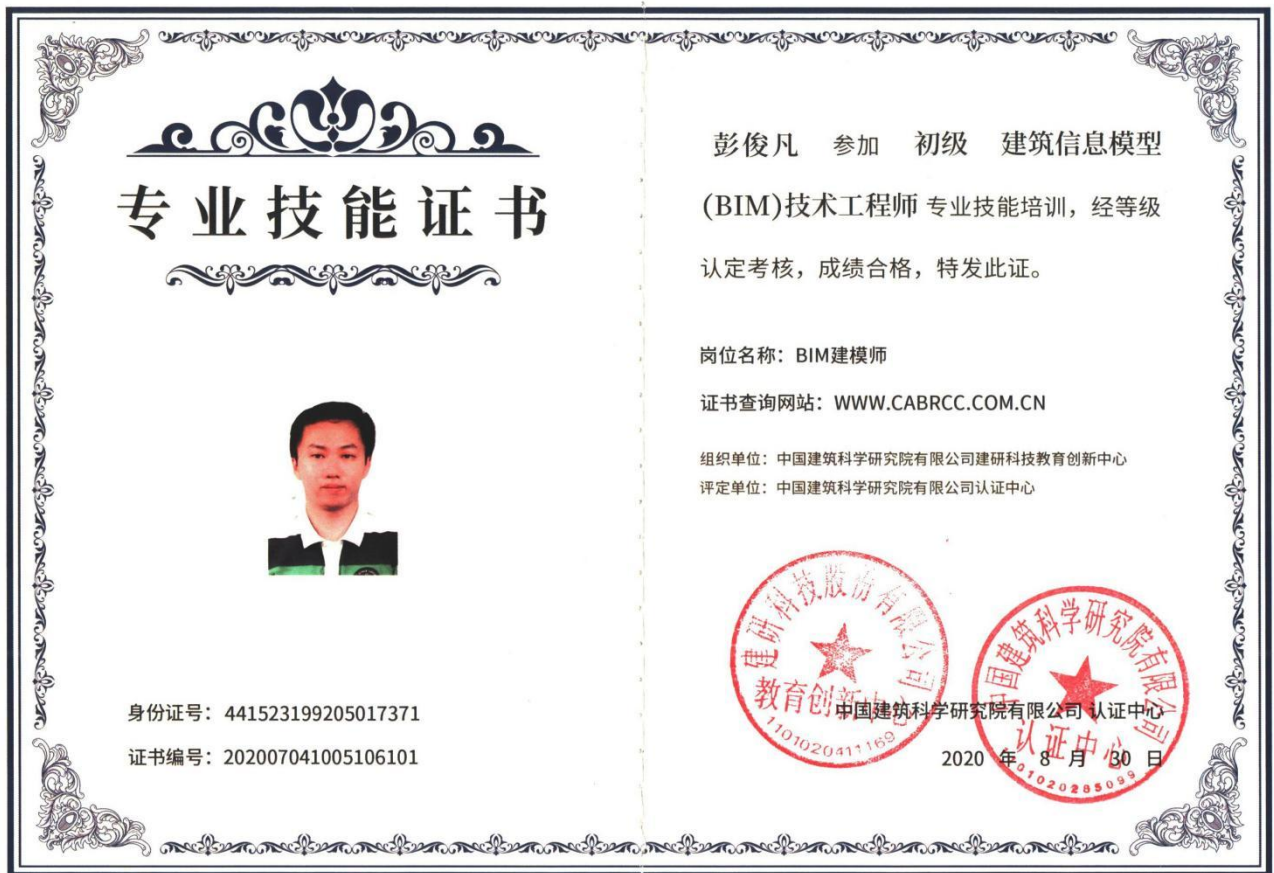 专业技能证书
身份证号：441523199205017371
证书编号：202007041005106101
彭俊凡 参加 初级 建筑信息模型
(BIM)技术工程师 专业技能培训，经等级
认定考核，成绩合格，特发此证。
岗位名称：BIM建模师
证书查询网站：WWW.CABRCC.COM.CN
组织单位：中国建筑科学研究院有限公司建研科技教育创新中心
评定单位：中国建筑科学研究院有限公司认证中心
建研科技股份有限公司
教育创新中心
1101020411169
中国建筑科学研究院有限公司
认证中心
中国建筑科学研究院有限公司 认证中心
2020 年 8 月 30 日